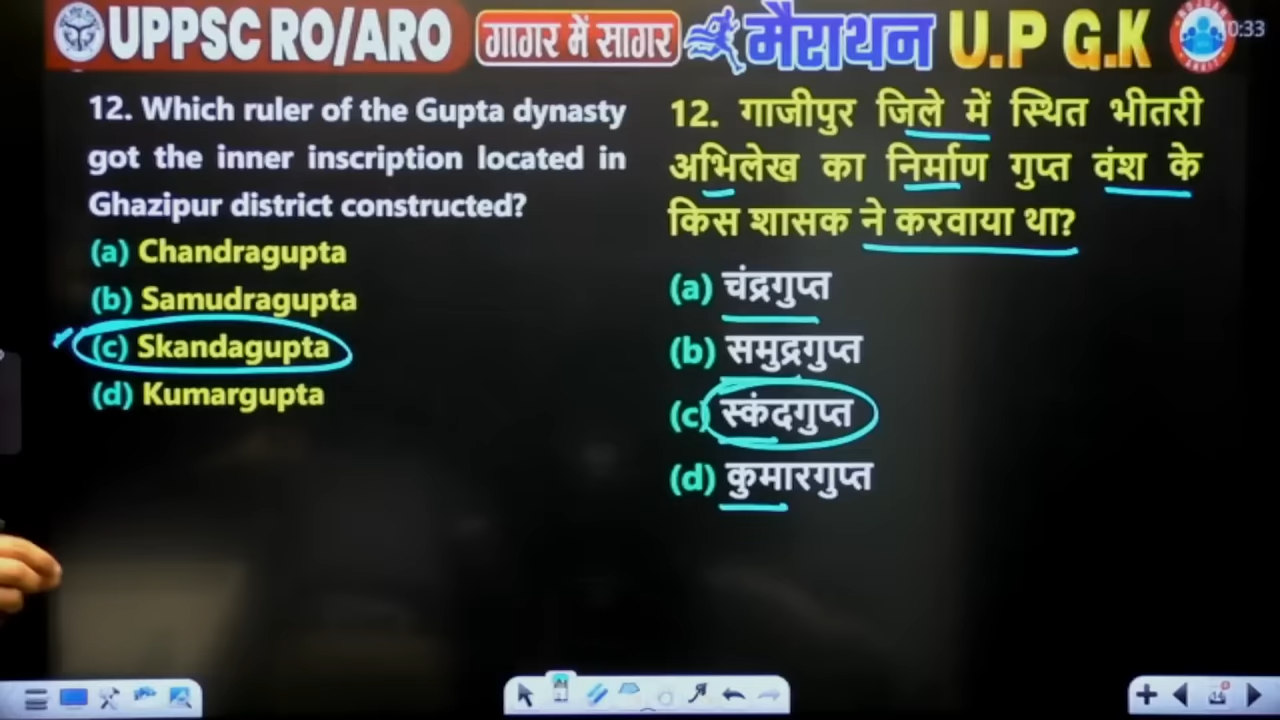 UPPSC RO/ARO गागर में सागर मैराथन U.P G.K
0:33
12. Which ruler of the Gupta dynasty
got the inner inscription located in
Ghazipur district constructed?
(a) Chandragupta
(b) Samudragupta
(c) Skandagupta
(d) Kumargupta
12. गाजीपुर जिले में स्थित भीतरी
अभिलेख का निर्माण गुप्त वंश के
किस शासक ने करवाया था?
(a) चंद्रगुप्त
(b) समुद्रगुप्त
(c) स्कंदगुप्त
(d) कुमारगुप्त